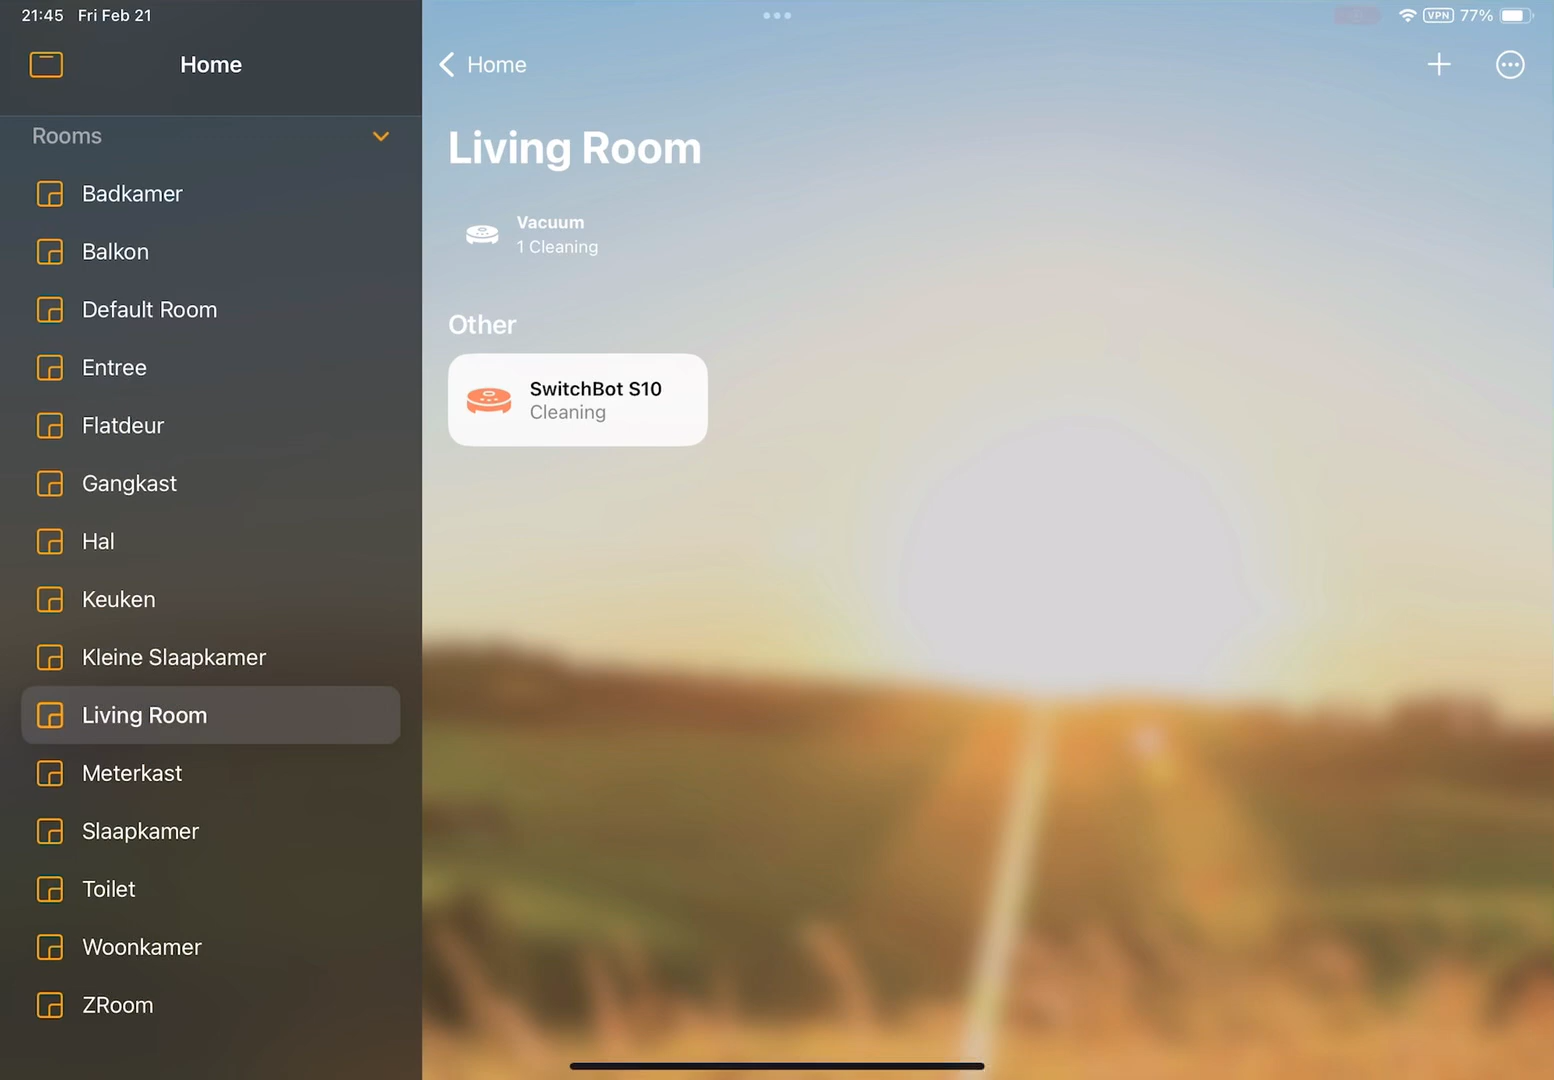 21:45 Fri Feb 21
VPN 77%
Home
Rooms
Badkamer
Balkon
Default Room
Entree
Flatdeur
Gangkast
Hal
Keuken
Kleine Slaapkamer
Living Room
Meterkast
Slaapkamer
Toilet
Woonkamer
ZRoom
Home
Living Room
Vacuum
1 Cleaning
Other
SwitchBot S10
Cleaning